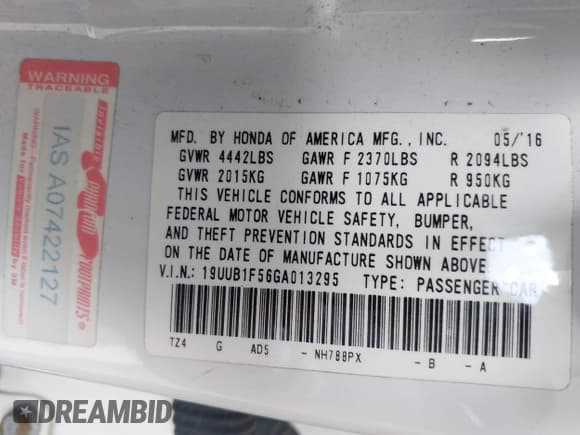 WARNING
TRACEABLE
IAS A07422127
MFD. BY HONDA OF AMERICA MFG., INC. 05/'16
GVWR 4442LBS GAWR F 2370LBS R 2094LBS
GVWR 2015KG GAWR F 1075KG R 950KG
THIS VEHICLE CONFORMS TO ALL APPLICABLE
FEDERAL MOTOR VEHICLE SAFETY, BUMPER,
AND THEFT PREVENTION STANDARDS IN EFFECT
ON THE DATE OF MANUFACTURE SHOWN ABOVE.
V.I.N.: 19UUB1F56GA013295 TYPE: PASSENGER CAR
TZ4 G AD5 - NH788PX - B - A
DREAMBID